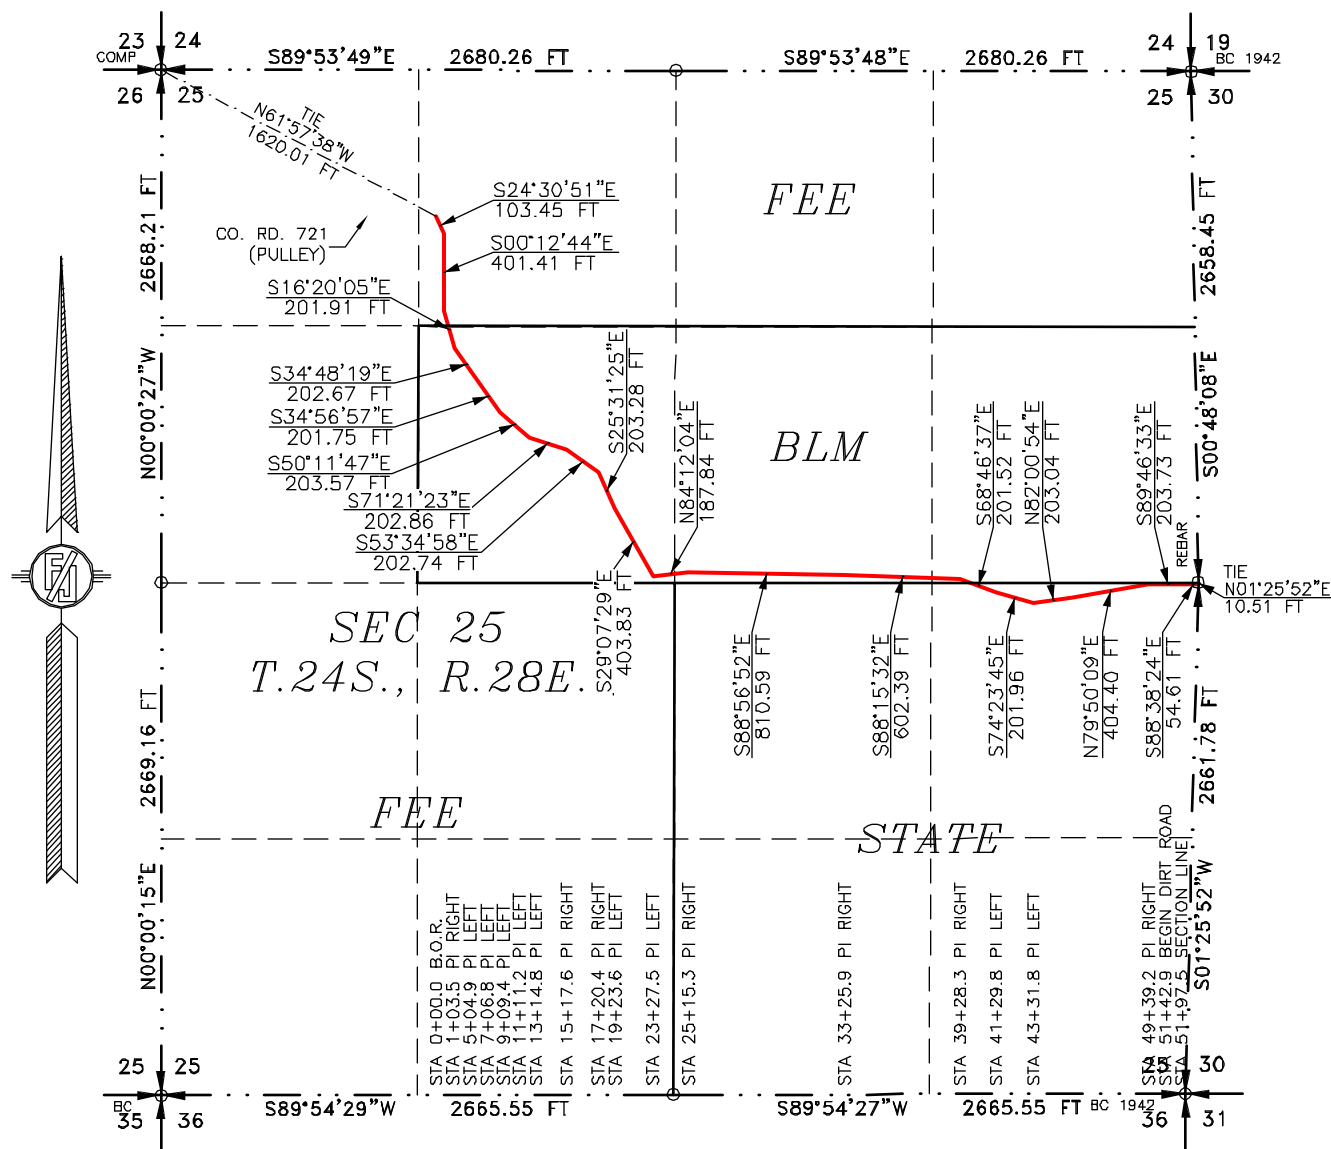 23 24
COMP
26 25
S89°53'49"E 2680.26 FT
S89°53'48"E 2680.26 FT
24 19
BC 1942
25 30
TIE
N61°57'38"W
1620.01 FT
CO. RD. 721
(PULLEY)
S24°30'51"E
103.45 FT
S00°12'44"E
401.41 FT
S16°20'05"E
201.91 FT
S34°48'19"E
202.67 FT
S34°56'57"E
201.75 FT
S50°11'47"E
203.57 FT
S71°21'23"E
202.86 FT
S53°34'58"E
202.74 FT
S25°31'25"E
203.28 FT
S29°07'29"E
403.83 FT
N84°12'04"E
187.84 FT
S88°56'52"E
810.59 FT
S88°15'32"E
602.39 FT
S68°46'37"E
201.52 FT
S74°23'45"E
201.96 FT
N82°00'54"E
203.04 FT
N79°50'09"E
404.40 FT
S89°46'33"E
203.73 FT
S88°38'24"E
54.61 FT
REBAR
TIE
N01°25'52"E
10.51 FT
FEE
BLM
SEC 25
T.24S., R.28E.
FEE
STATE
2668.21 FT
N00°00'27"W
2669.16 FT
N00°00'15"E
2658.45 FT
S00°48'08"E
2661.78 FT
S01°25'52"W
STA 0+00.0 B.O.R.
STA 1+03.5 PI RIGHT
STA 5+04.9 PI LEFT
STA 7+06.8 PI LEFT
STA 9+09.4 PI LEFT
STA 11+11.2 PI LEFT
STA 13+14.8 PI LEFT
STA 15+17.6 PI RIGHT
STA 17+20.4 PI RIGHT
STA 19+23.6 PI LEFT
STA 23+27.5 PI LEFT
STA 25+15.3 PI RIGHT
STA 33+25.9 PI RIGHT
STA 39+28.3 PI RIGHT
STA 41+29.8 PI LEFT
STA 43+31.8 PI LEFT
STA 49+39.2 PI RIGHT
STA 51+42.9 BEGIN DIRT ROAD
STA 51+97.5 SECTION LINE
25 25
BC
35 36
S89°54'29"W 2665.55 FT
S89°54'27"W 2665.55 FT
BC 1942
25 30
36 31